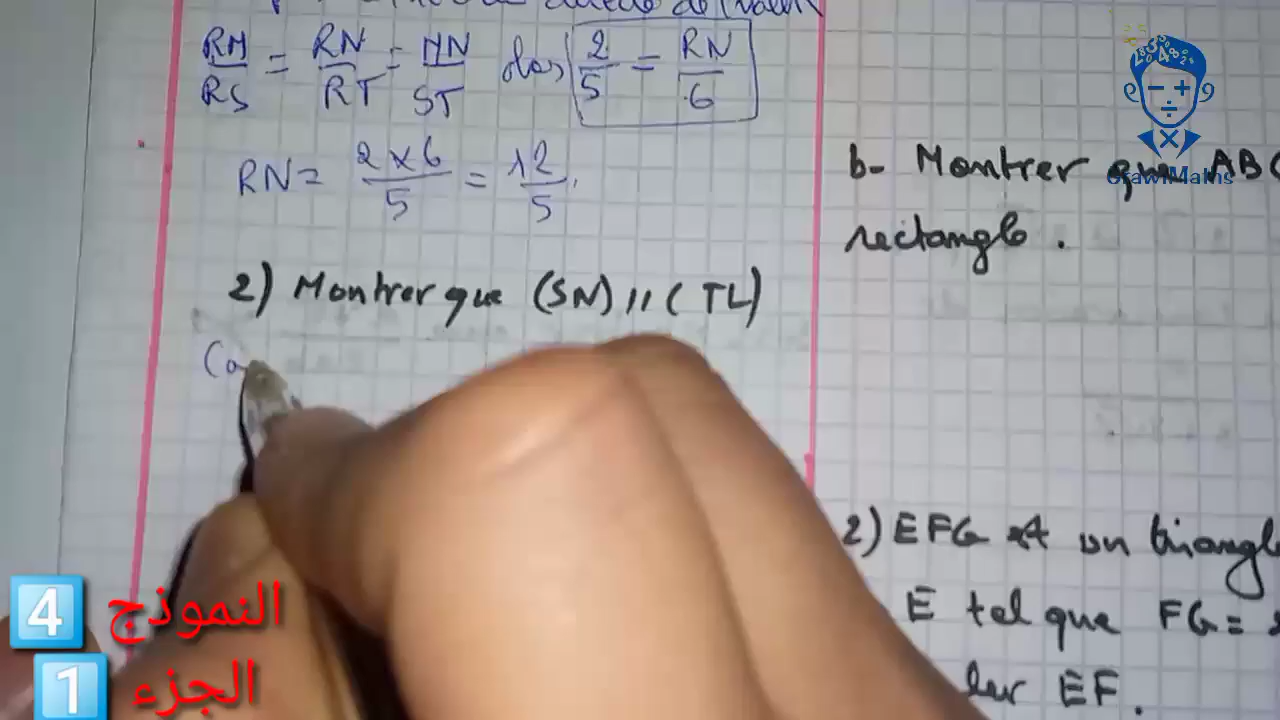 RM/RS = RN/RT = MN/ST donc 2/5 = RN/6
RN = 2 x 6/5 = 12/5.
2) Montrer que (SN) // (TL)
b- Montrer que ABC
rectangle .
2) EFG est un triangle
E tel que FG =
EF.
GrawiMaths
4 النموذج
1 الجزء